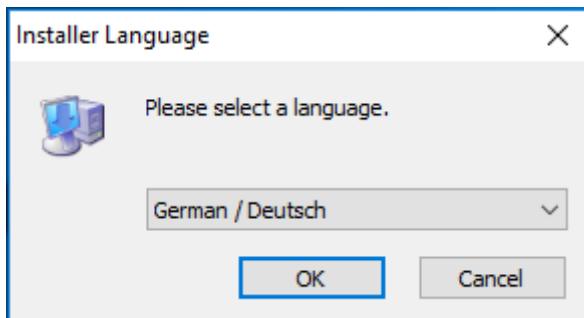 Installer Language
Please select a language.
German / Deutsch
OK Cancel